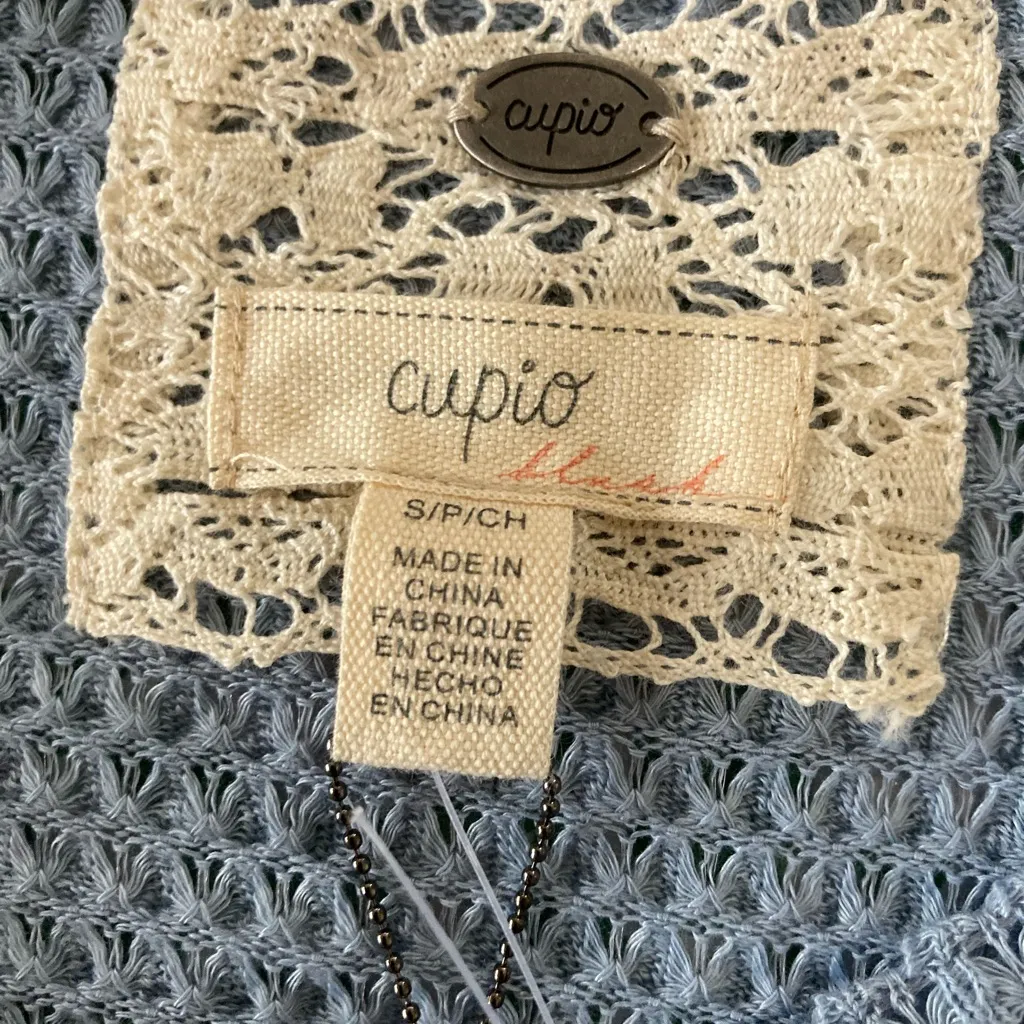 cupio
cupio
blush
S/P/CH
MADE IN
CHINA
FABRIQUE
EN CHINE
HECHO
EN CHINA